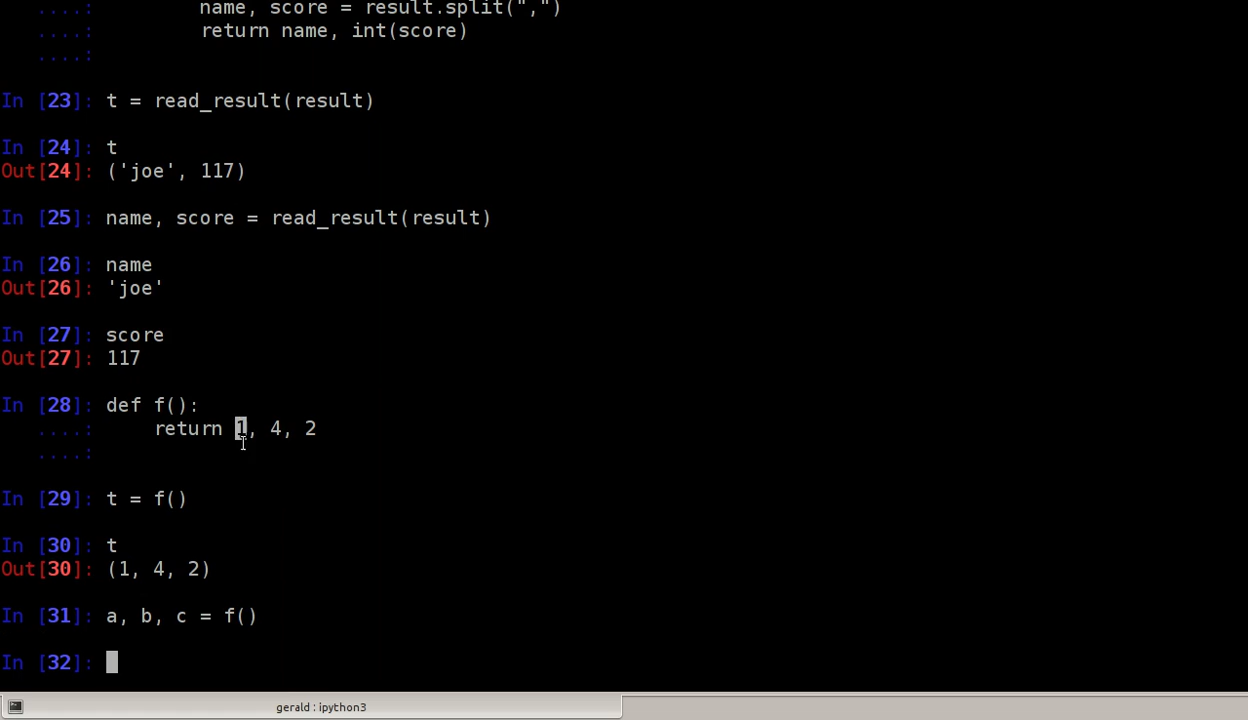 ....:         name, score = result.split(",")
....:         return name, int(score)
....:
In [23]: t = read_result(result)
In [24]: t
Out[24]: ('joe', 117)
In [25]: name, score = read_result(result)
In [26]: name
Out[26]: 'joe'
In [27]: score
Out[27]: 117
In [28]: def f():
....:     return 1, 4, 2
....:
In [29]: t = f()
In [30]: t
Out[30]: (1, 4, 2)
In [31]: a, b, c = f()
In [32]:
gerald : ipython3